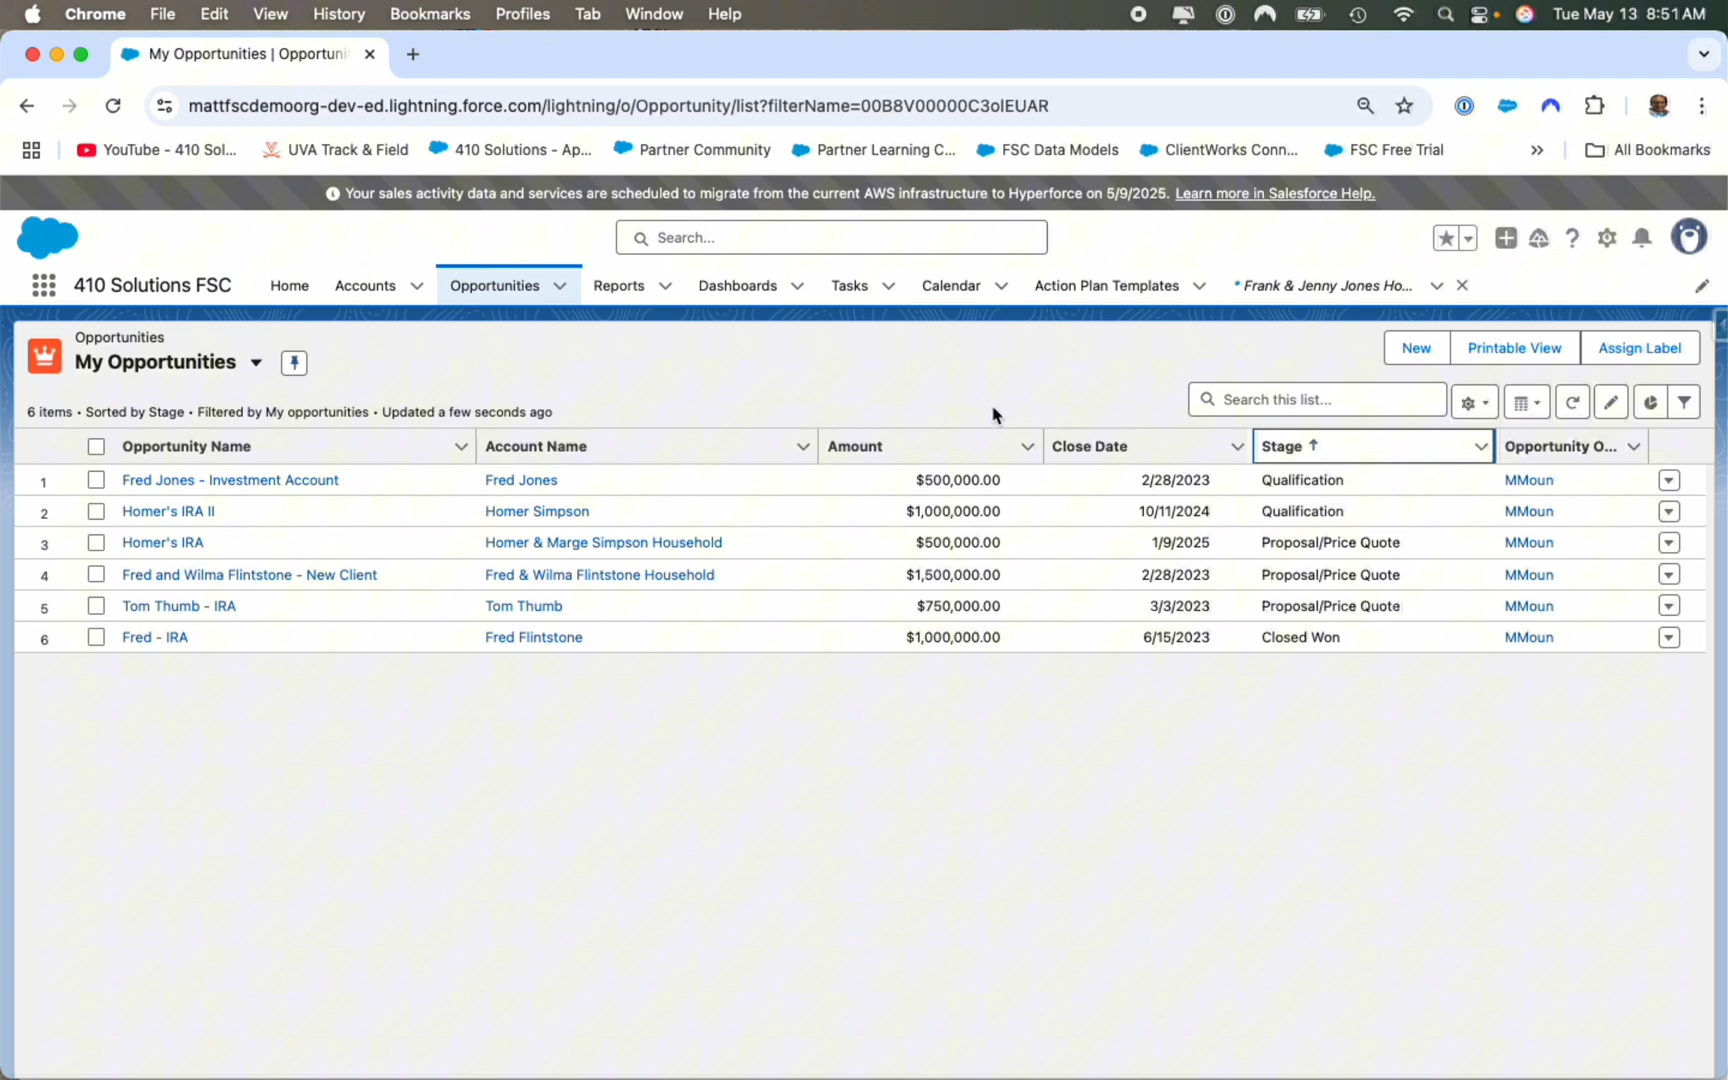 Chrome File Edit View History Bookmarks Profiles Tab Window Help Tue May 13 8:51 AM
My Opportunities | Opportuni
mattfscdemoorg-dev-ed.lightning.force.com/lightning/o/Opportunity/list?filterName=00B8V00000C3olEUAR
YouTube - 410 Sol... UVA Track & Field 410 Solutions - Ap... Partner Community Partner Learning C... FSC Data Models ClientWorks Conn... FSC Free Trial All Bookmarks
Your sales activity data and services are scheduled to migrate from the current AWS infrastructure to Hyperforce on 5/9/2025. Learn more in Salesforce Help.
Search...
410 Solutions FSC Home Accounts Opportunities Reports Dashboards Tasks Calendar Action Plan Templates * Frank & Jenny Jones Ho...
Opportunities
My Opportunities
New Printable View Assign Label
6 items • Sorted by Stage • Filtered by My opportunities • Updated a few seconds ago
Search this list...
Opportunity Name Account Name Amount Close Date Stage ↑ Opportunity O...
1 Fred Jones - Investment Account Fred Jones $500,000.00 2/28/2023 Qualification MMoun
2 Homer's IRA II Homer Simpson $1,000,000.00 10/11/2024 Qualification MMoun
3 Homer's IRA Homer & Marge Simpson Household $500,000.00 1/9/2025 Proposal/Price Quote MMoun
4 Fred and Wilma Flintstone - New Client Fred & Wilma Flintstone Household $1,500,000.00 2/28/2023 Proposal/Price Quote MMoun
5 Tom Thumb - IRA Tom Thumb $750,000.00 3/3/2023 Proposal/Price Quote MMoun
6 Fred - IRA Fred Flintstone $1,000,000.00 6/15/2023 Closed Won MMoun